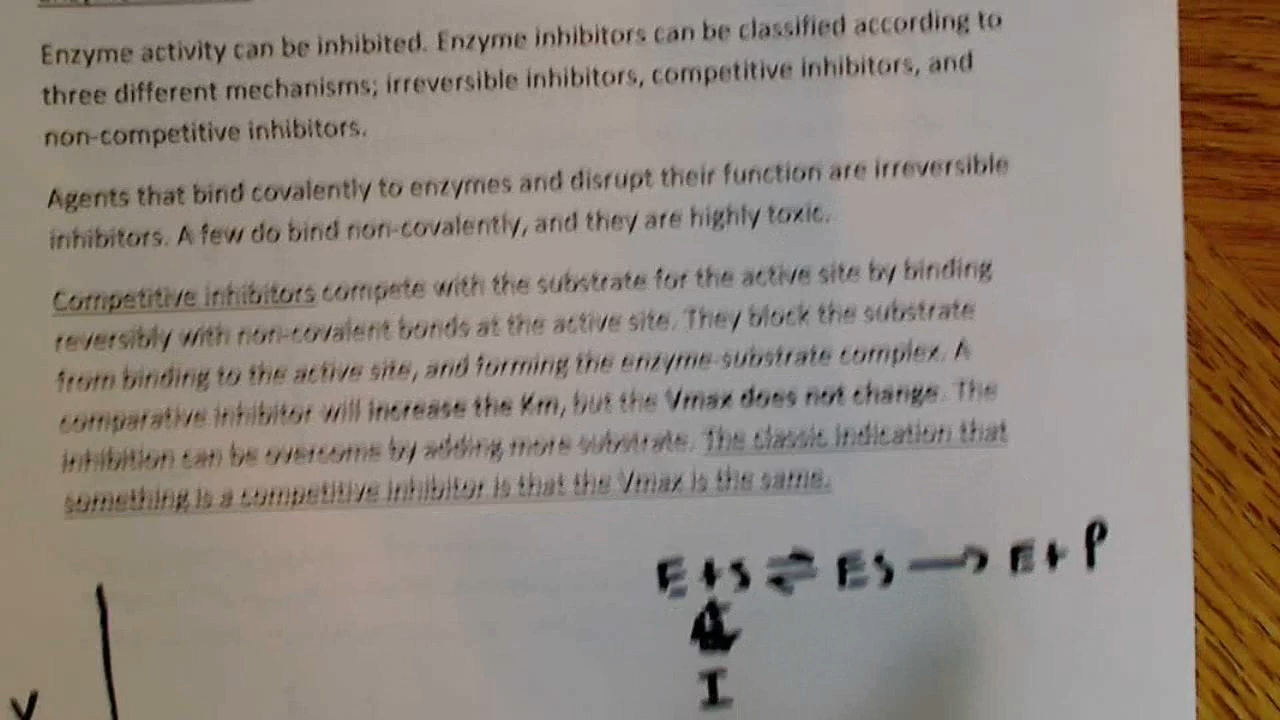 Enzyme activity can be inhibited. Enzyme inhibitors can be classified according to
three different mechanisms; irreversible inhibitors, competitive inhibitors, and
non-competitive inhibitors.
Agents that bind covalently to enzymes and disrupt their function are irreversible
inhibitors. A few do bind non-covalently, and they are highly toxic.
Competitive inhibitors compete with the substrate for the active site by binding
reversibly with non-covalent bonds at the active site. They block the substrate
from binding to the active site, and forming the enzyme-substrate complex. A
comparative inhibitor will increase the Km, but the Vmax does not change. The
inhibition can be overcome by adding more substrate. The classic indication that
something is a competitive inhibitor is that the Vmax is the same.
E+S ⇌ ES → E+P
I
V